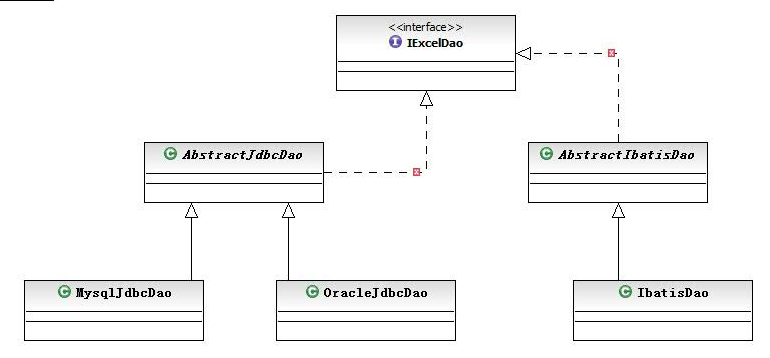 <<interface>>
IExcelDao
AbstractJdbcDao
AbstractIbatisDao
MysqlJdbcDao
OracleJdbcDao
IbatisDao